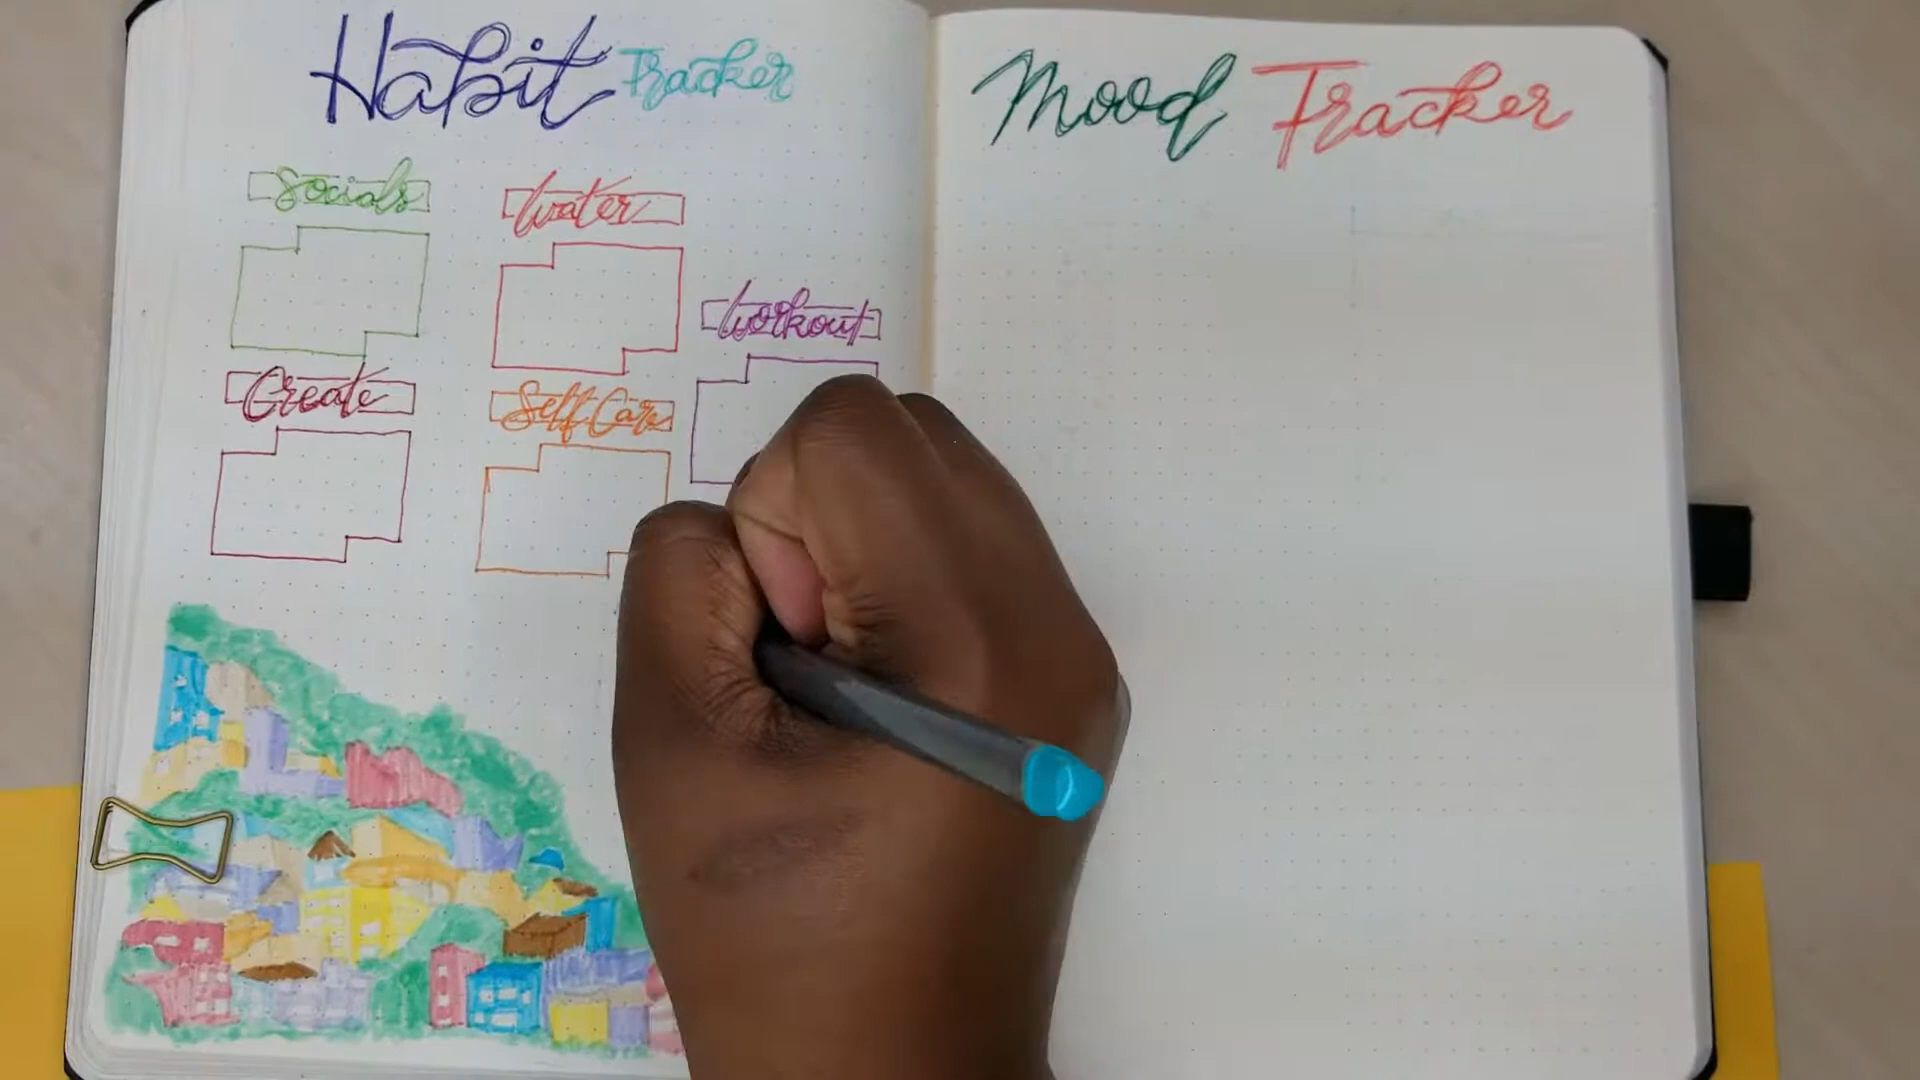 Habit Tracker
Socials
Water
Workout
Create
Self Care
Mood Tracker